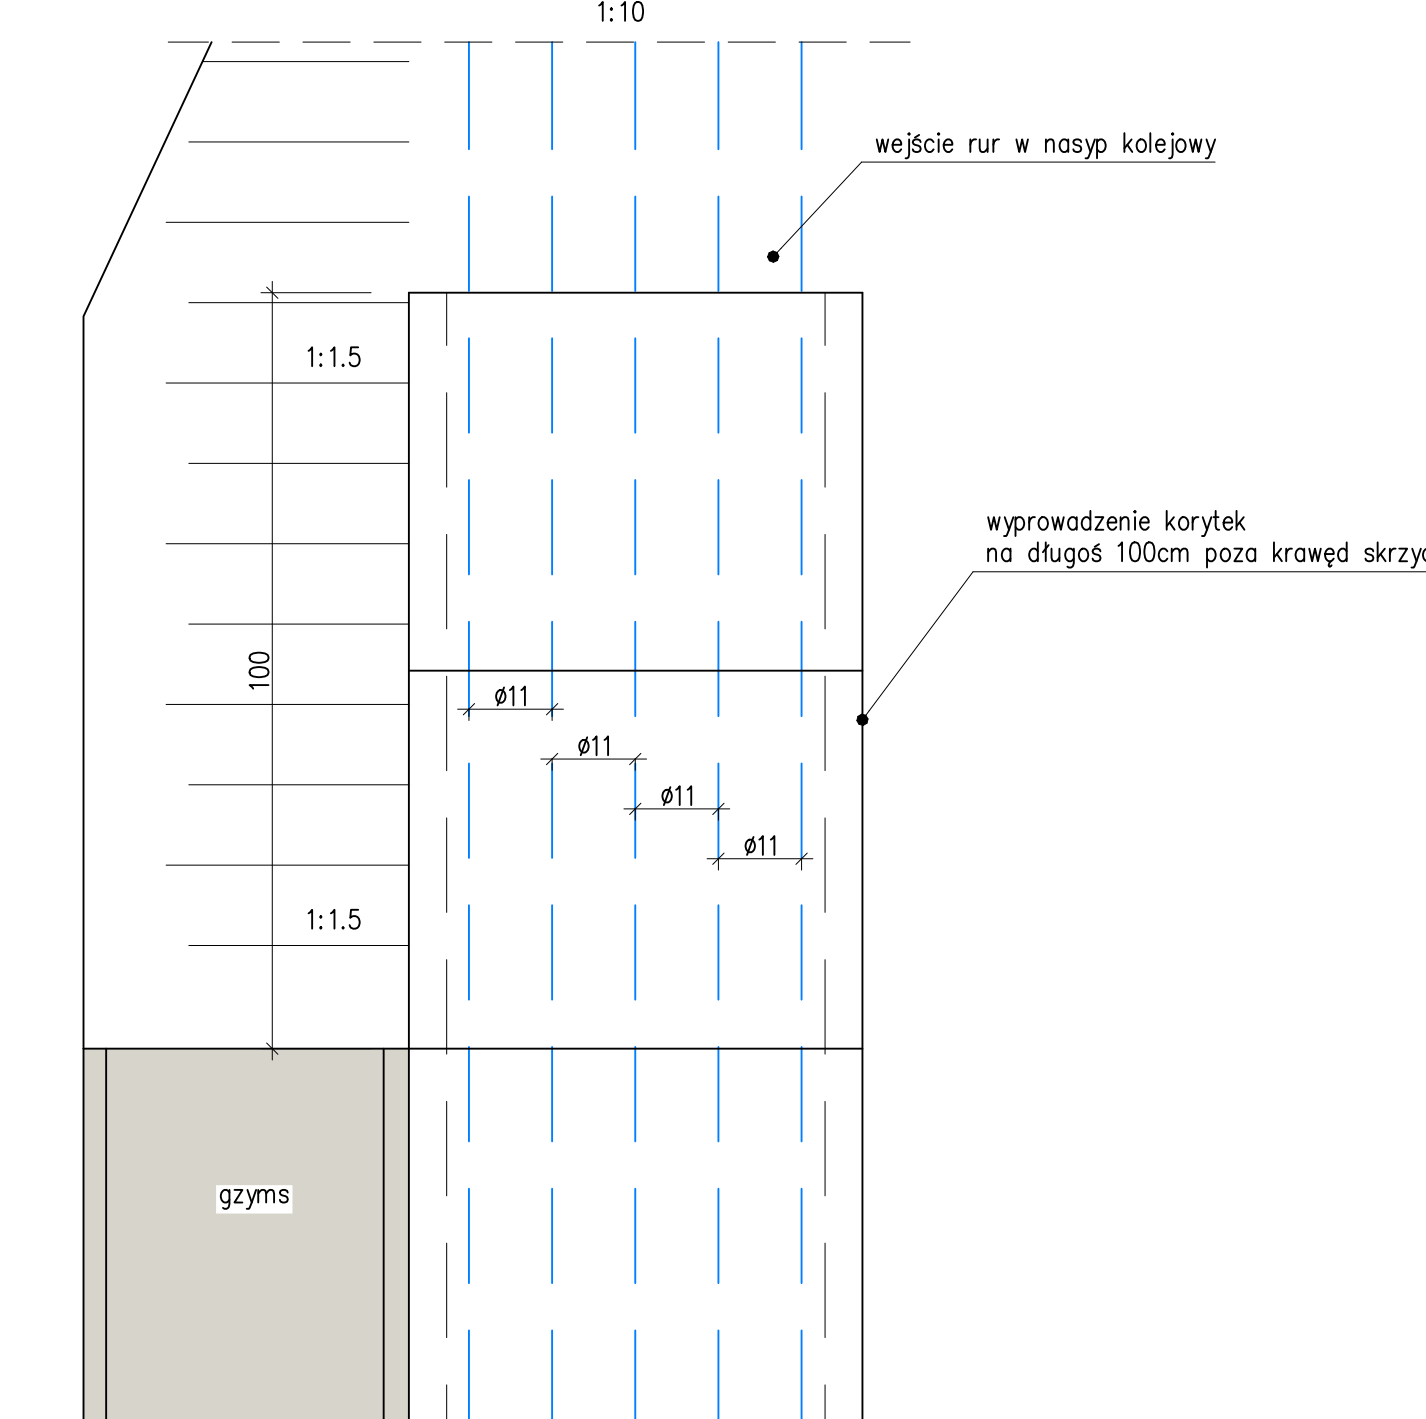 1:10
wejście rur w nasyp kolejowy
1:1.5
wyprowadzenie korytek
na długoś 100cm poza krawęd
100
ø11
ø11
ø11
ø11
1:1.5
gzyms